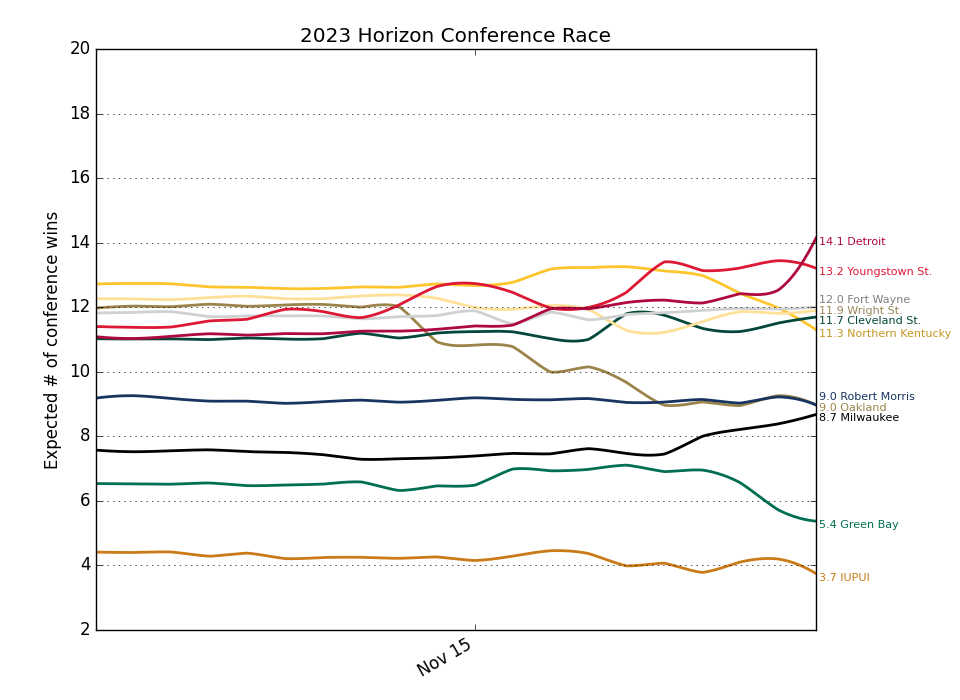 2023 Horizon Conference Race
Expected # of conference wins
20
18
16
14
12
10
8
6
4
2
Nov 15
14.1 Detroit
13.2 Youngstown St.
12.0 Fort Wayne
11.9 Wright St.
11.7 Cleveland St.
11.3 Northern Kentucky
9.0 Robert Morris
9.0 Oakland
8.7 Milwaukee
5.4 Green Bay
3.7 IUPUI